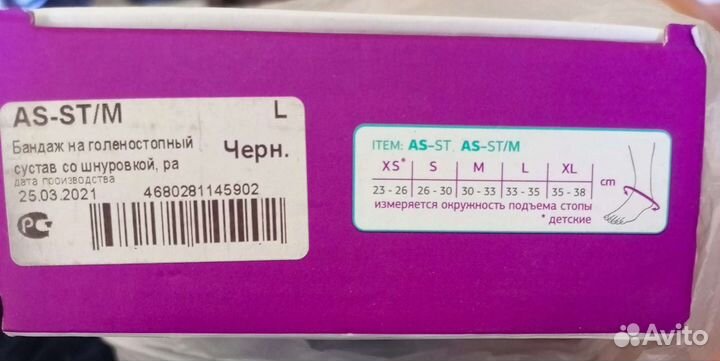 AS-ST/M L
Бандаж на голеностопный
сустав со шнуровкой, ра Черн.
дата производства
25.03.2021 4680281145902
РС
ITEM: AS-ST, AS-ST/M
XS* S M L XL
23 - 26 26 - 30 30 - 33 33 - 35 35 - 38 cm
измеряется окружность подъема стопы
* детские
Avito